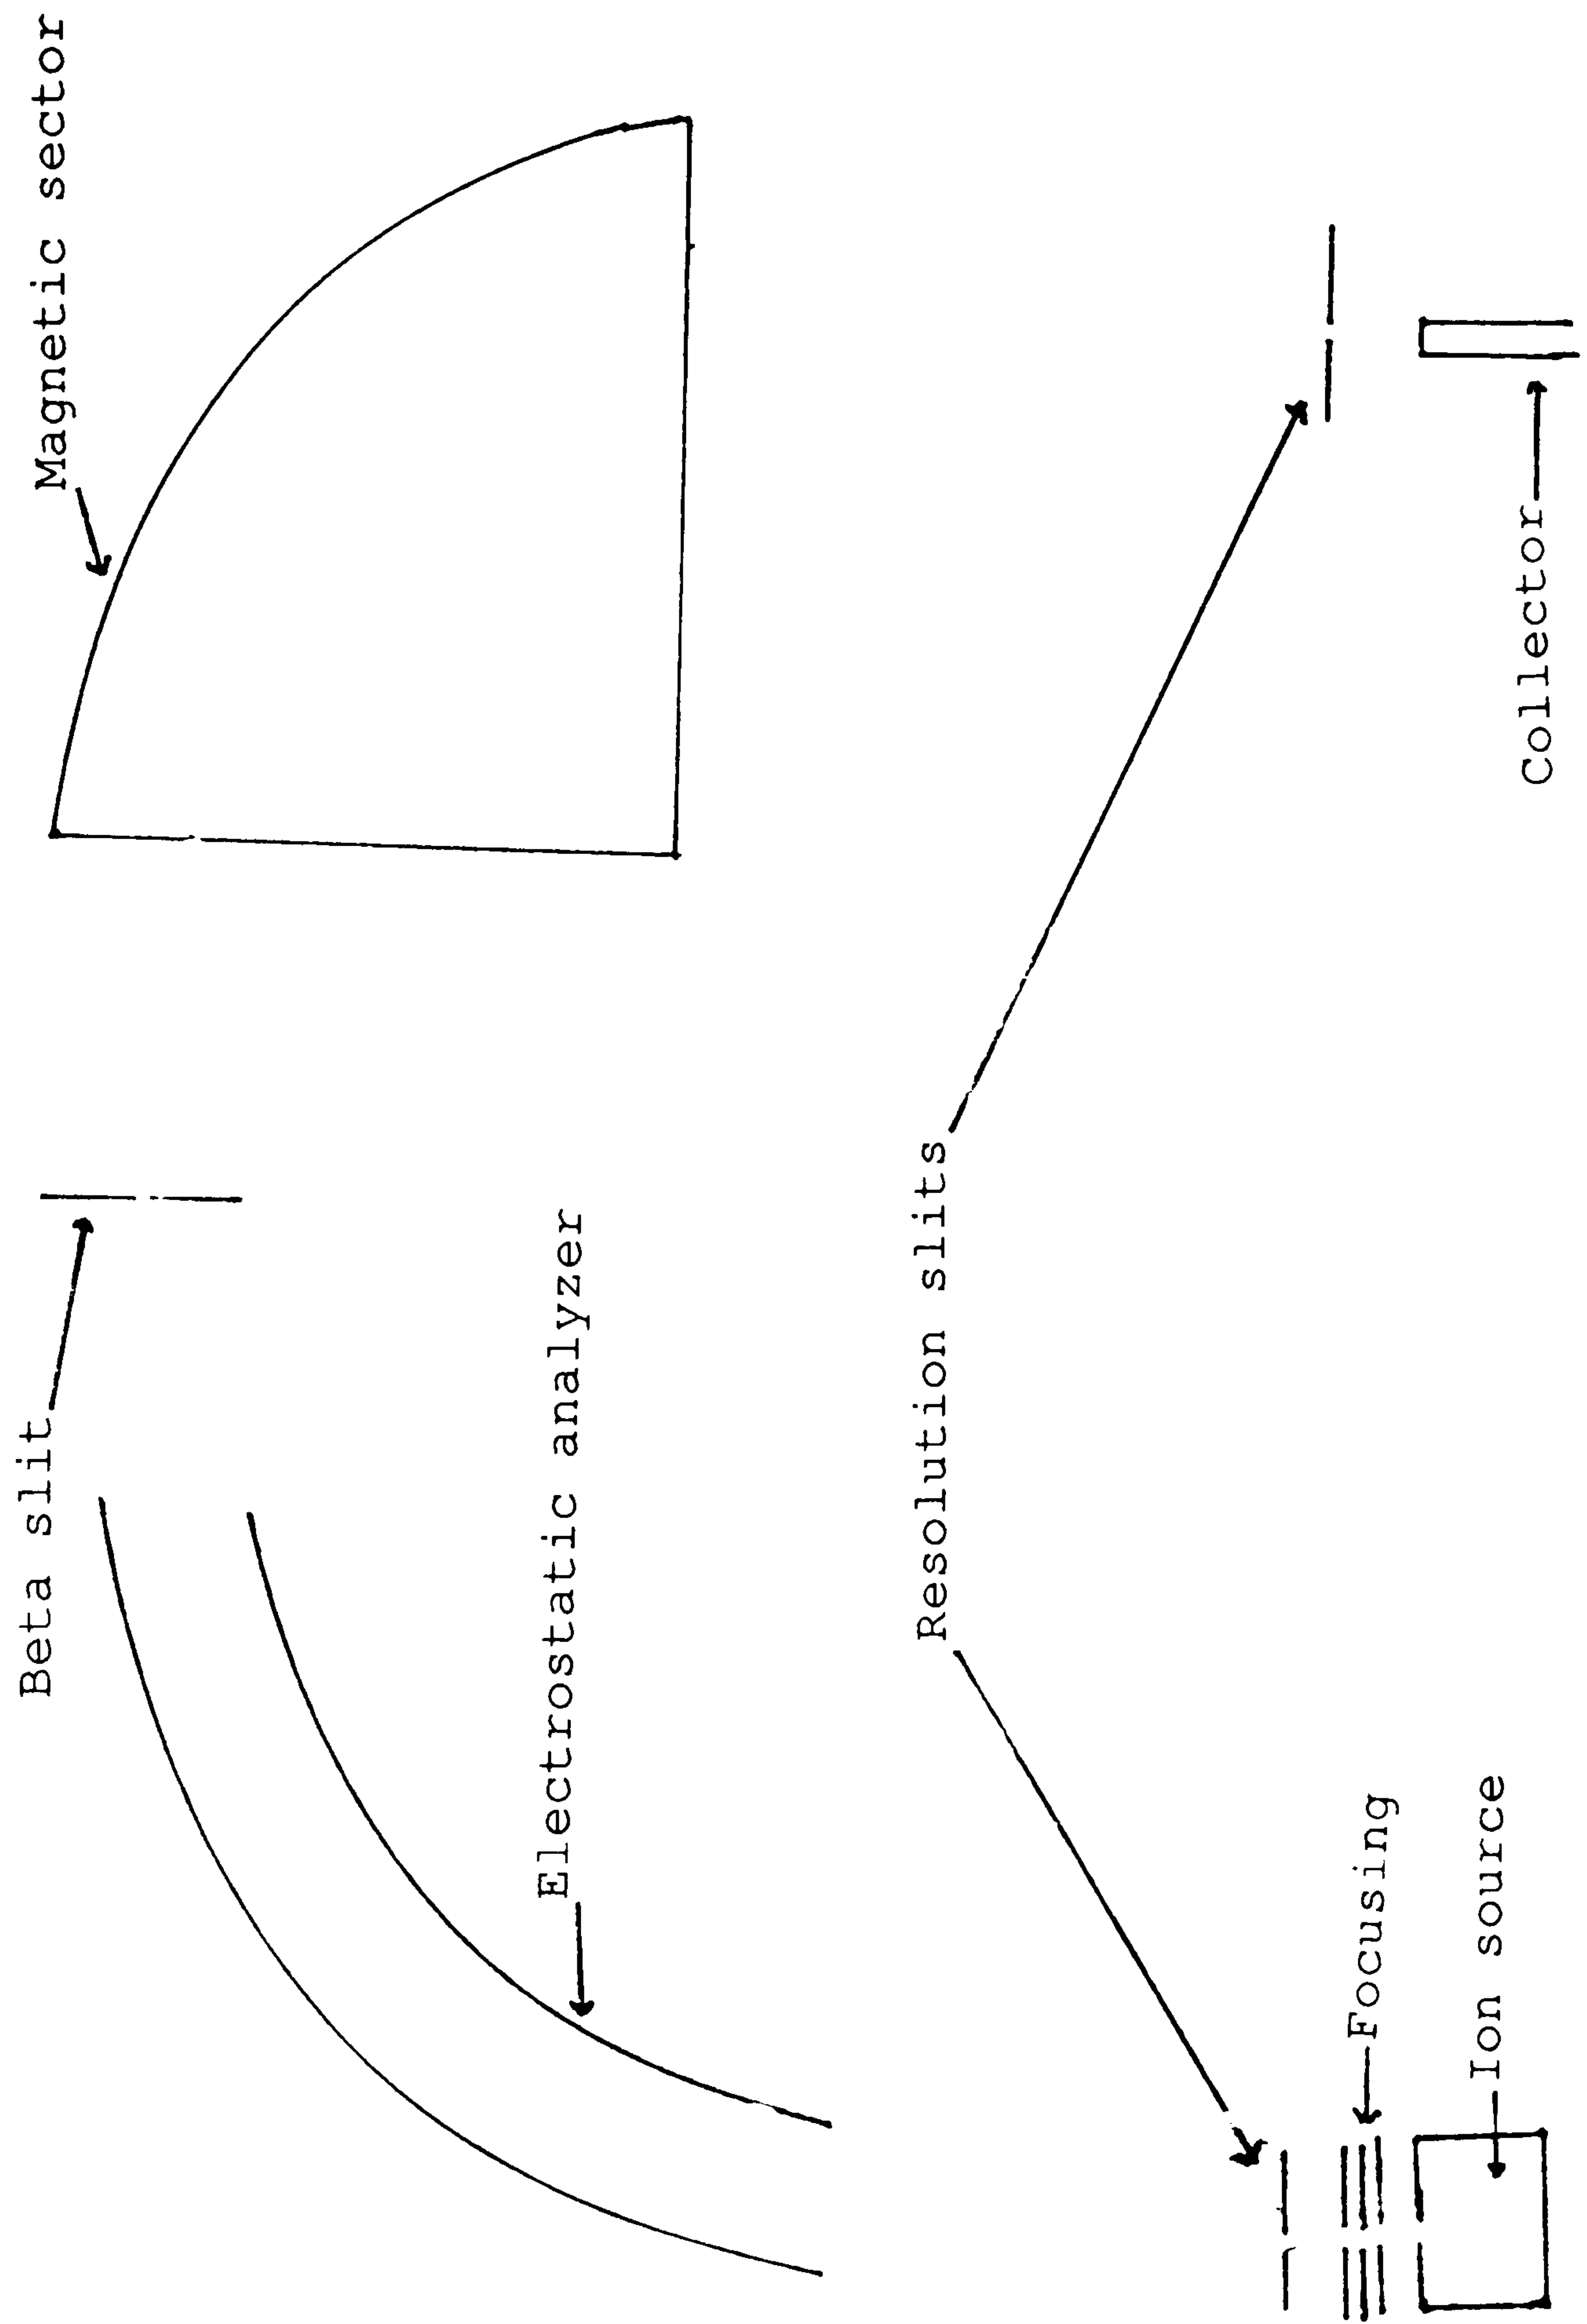 Beta slit
Magnetic sector
Electrostatic analyzer
Resolution slits
Focusing
Ion source
Collector